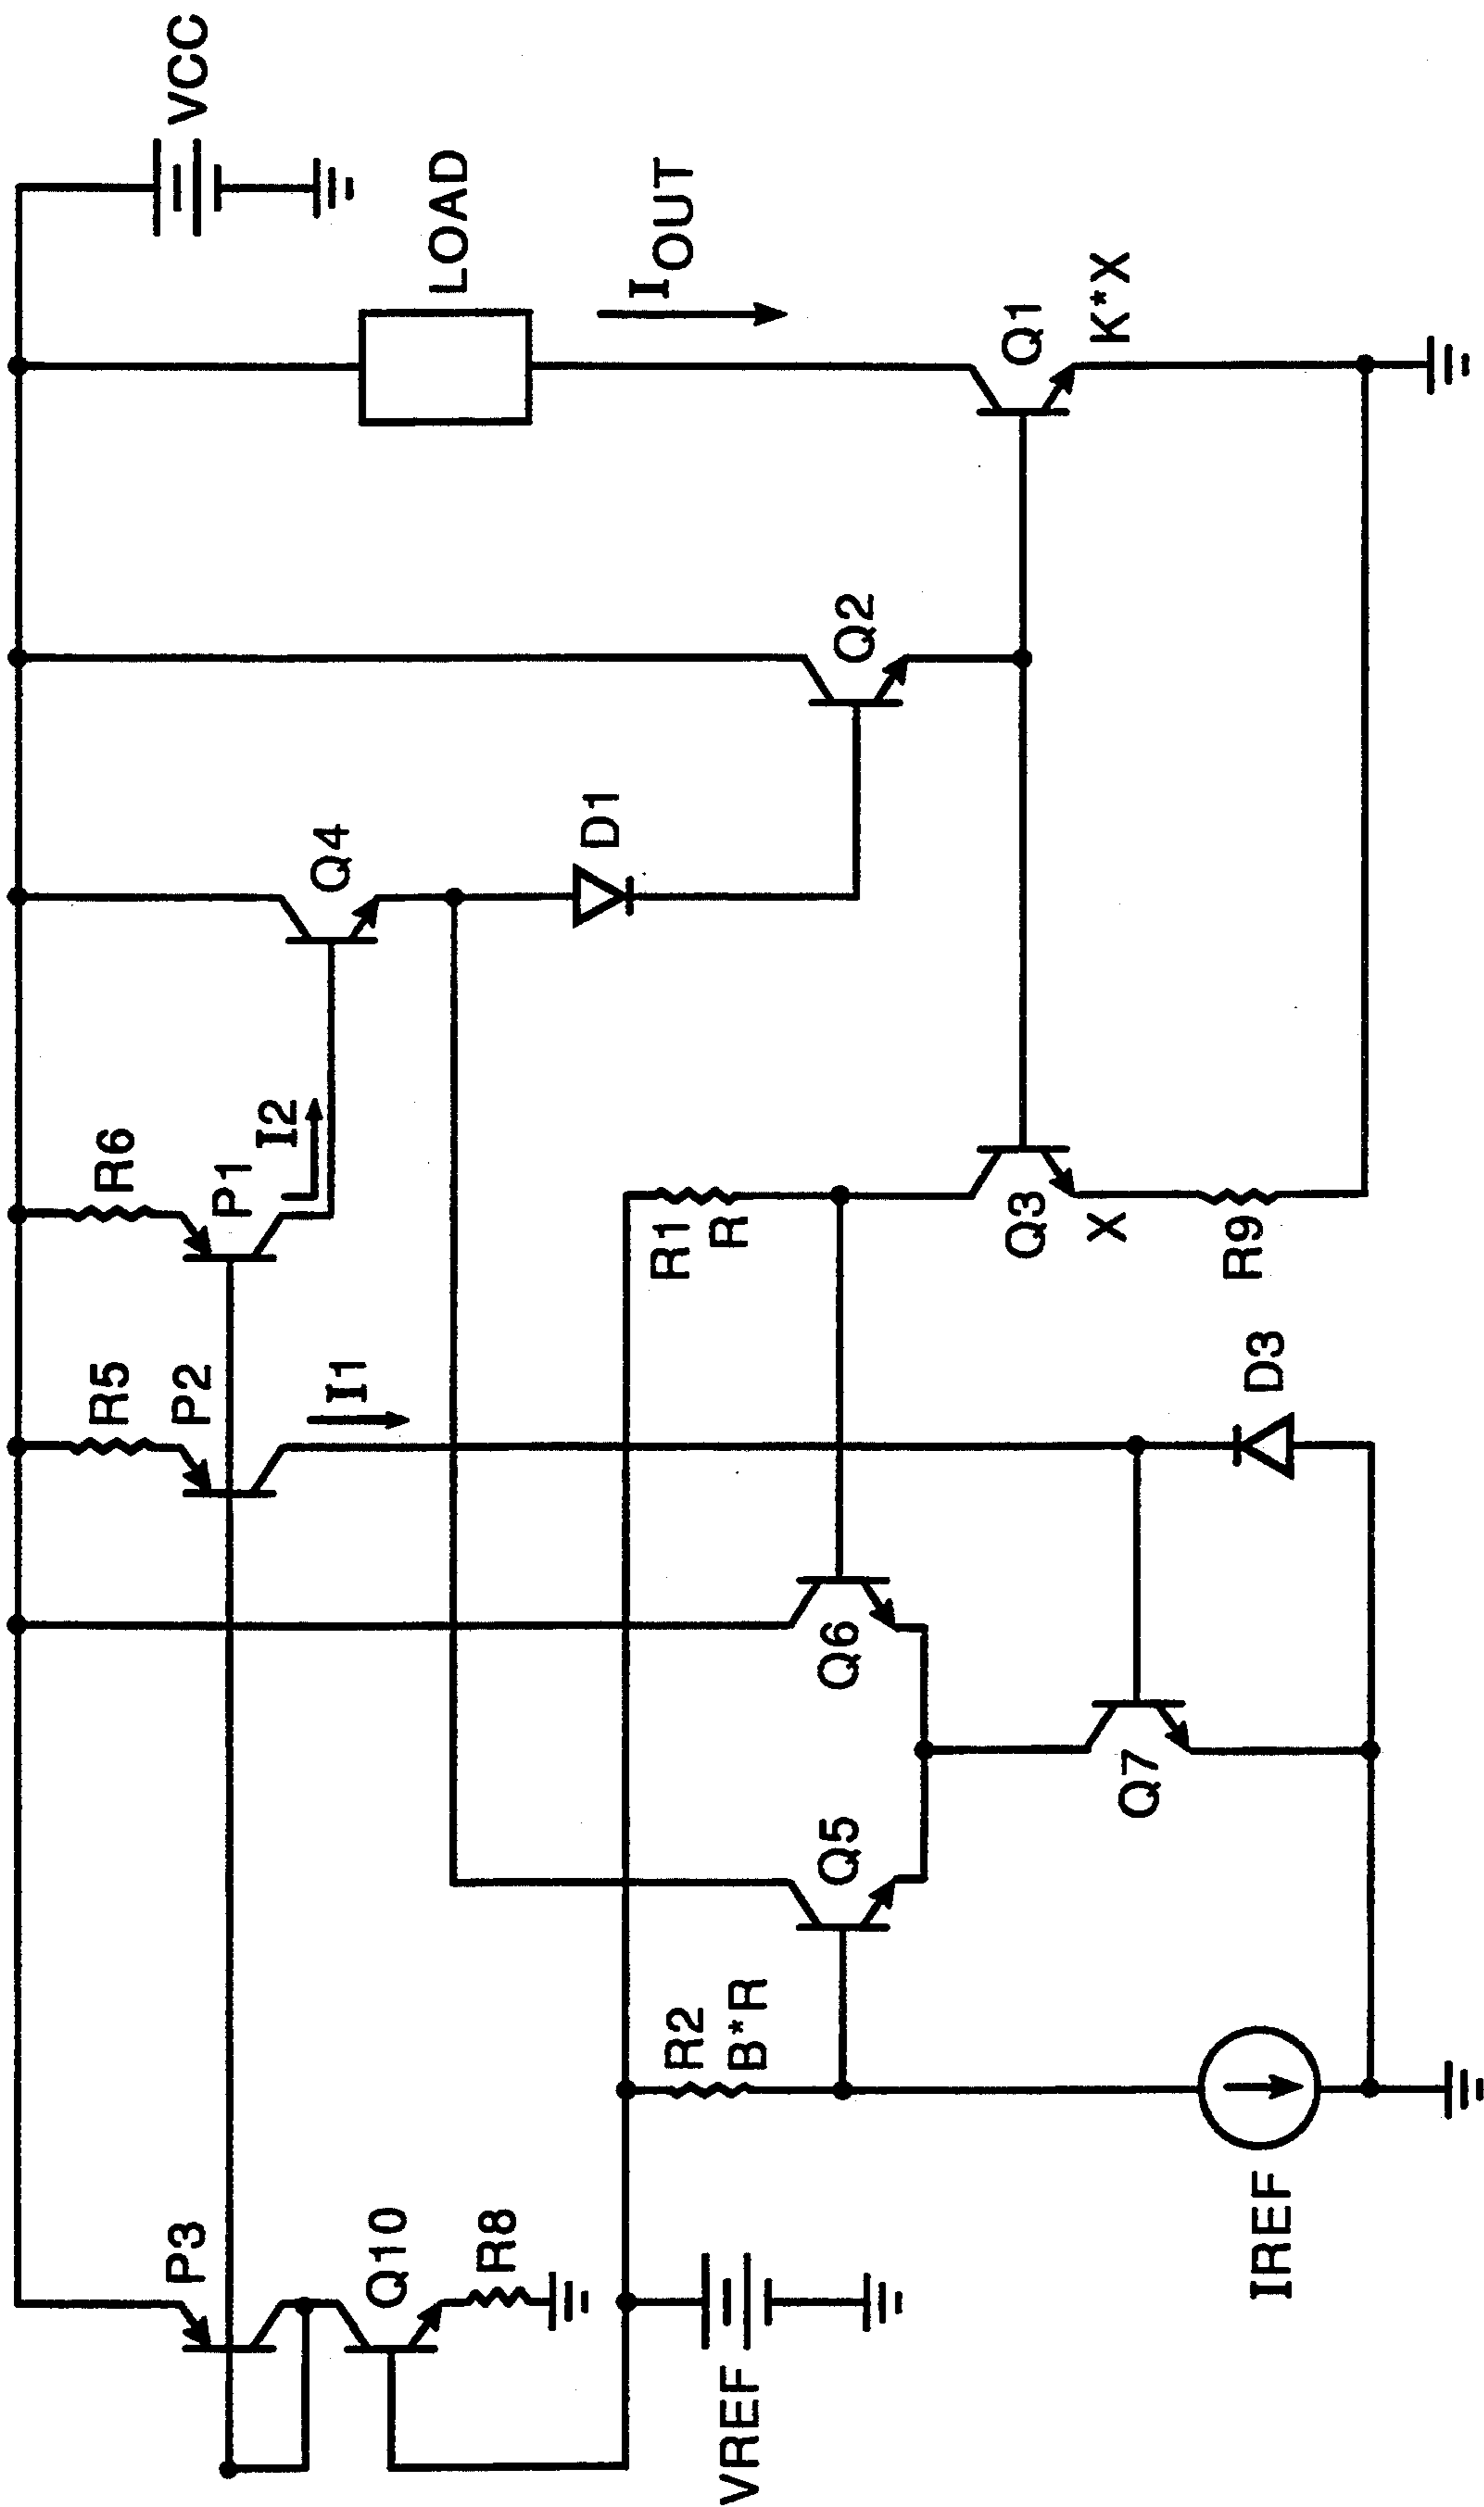 VCC
LOAD
IOUT
Q1
K*X
Q2
Q4
D1
R6
P1
I2
R1
R
Q3
X
R9
R5
P2
I1
D3
Q6
Q7
Q5
R2
B*R
IREF
P3
Q10
R8
VREF